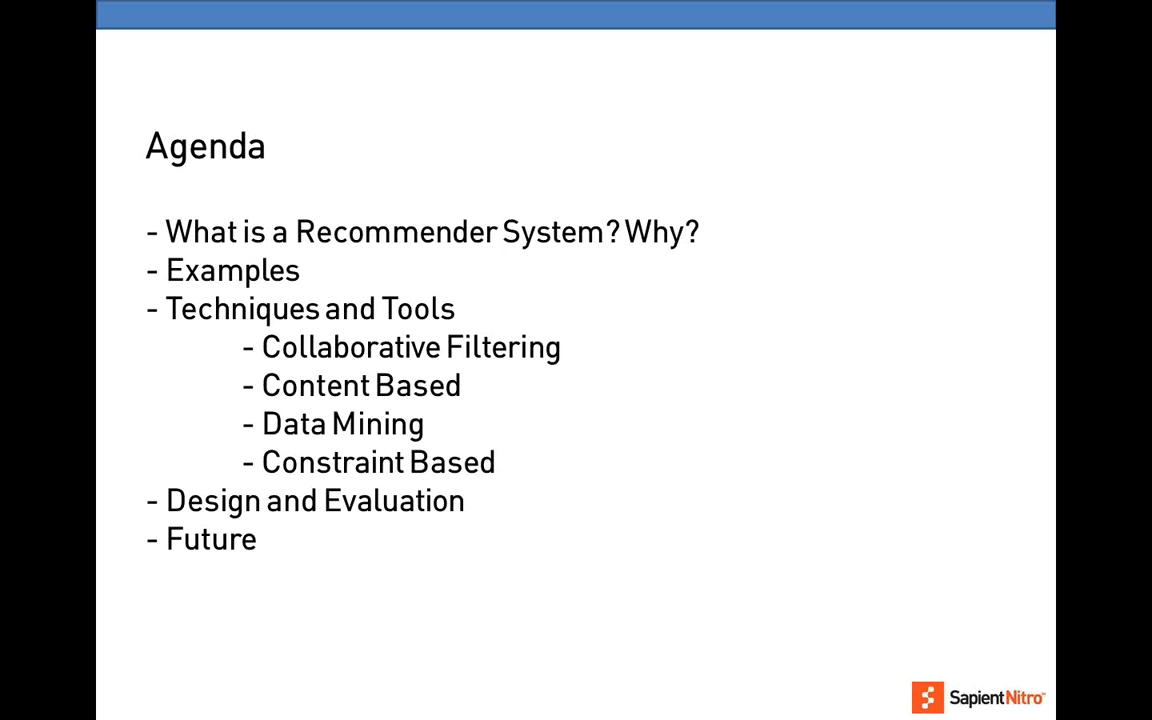 Agenda
- What is a Recommender System? Why?
- Examples
- Techniques and Tools
- Collaborative Filtering
- Content Based
- Data Mining
- Constraint Based
- Design and Evaluation
- Future
SapientNitro™